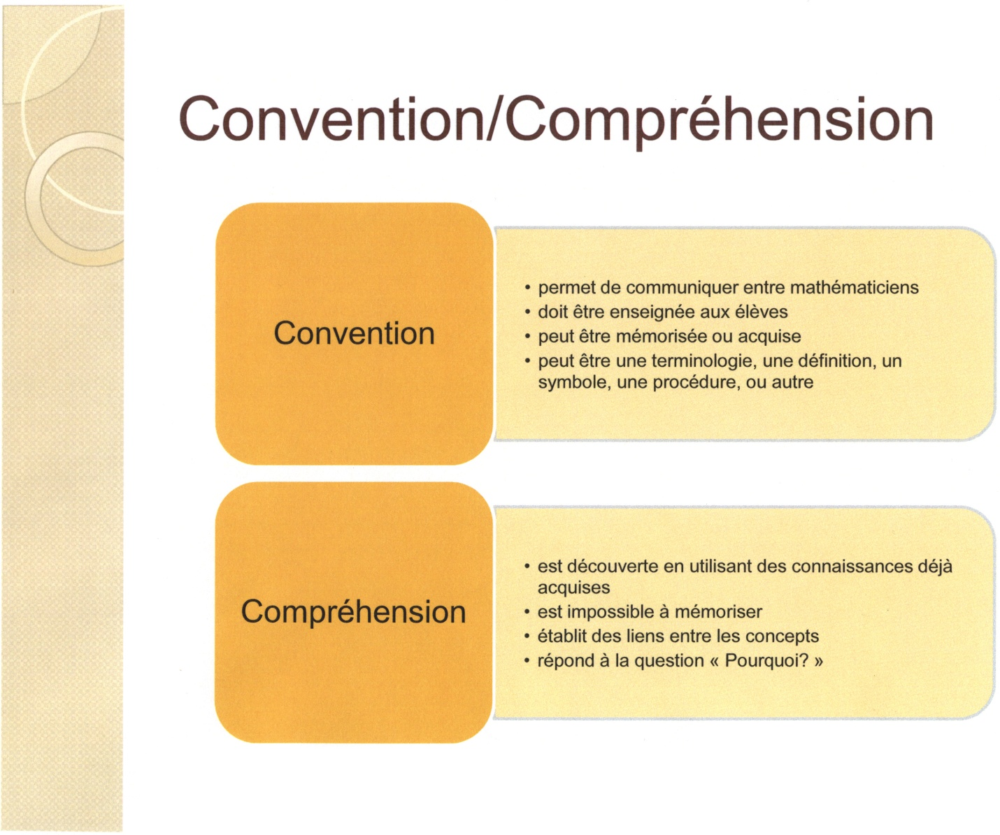 Convention/Compréhension
Convention
• permet de communiquer entre mathématiciens
• doit être enseignée aux élèves
• peut être mémorisée ou acquise
• peut être une terminologie, une définition, un
symbole, une procédure, ou autre
Compréhension
• est découverte en utilisant des connaissances déjà
acquises
• est impossible à mémoriser
• établit des liens entre les concepts
• répond à la question « Pourquoi? »